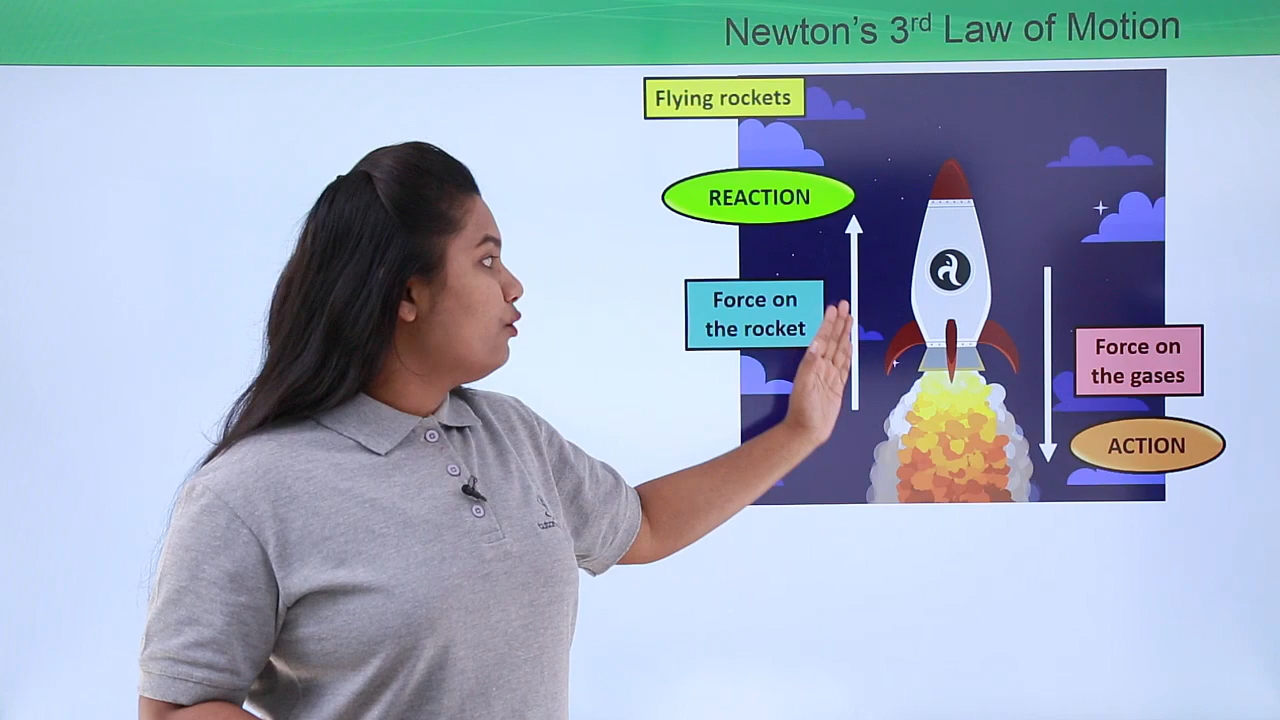 Newton's 3rd Law of Motion
Flying rockets
REACTION
Force on
the rocket
Force on
the gases
ACTION